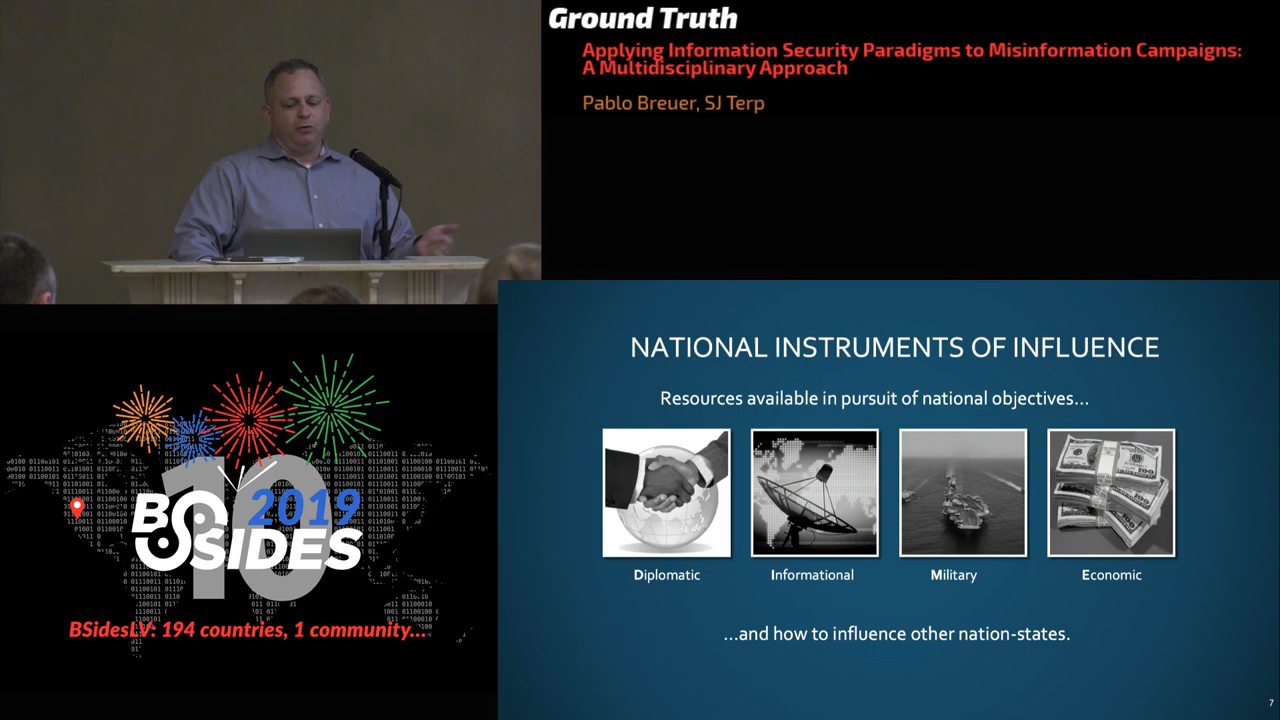 Ground Truth
Applying Information Security Paradigms to Misinformation Campaigns:
A Multidisciplinary Approach
Pablo Breuer, SJ Terp
NATIONAL INSTRUMENTS OF INFLUENCE
Resources available in pursuit of national objectives...
Diplomatic
Informational
Military
Economic
...and how to influence other nation-states.
7
10
2019
BSIDES
BSidesLV: 194 countries, 1 community...